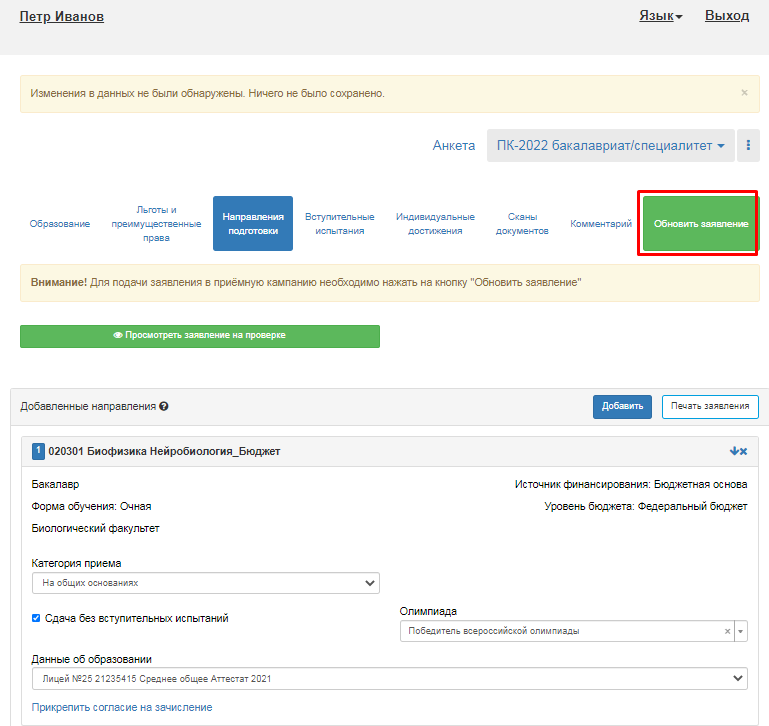 Петр Иванов
Язык
Выход
Изменения в данных не были обнаружены. Ничего не было сохранено.
×
Анкета
ПК-2022 бакалавриат/специалитет
Образование
Льготы и
преимущественные
права
Направления
подготовки
Вступительные
испытания
Индивидуальные
достижения
Сканы
документов
Комментарий
Обновить заявление
Внимание! Для подачи заявления в приёмную кампанию необходимо нажать на кнопку "Обновить заявление"
Просмотреть заявление на проверке
Добавленные направления
Добавить
Печать заявления
1 020301 Биофизика Нейробиология_Бюджет
Бакалавр
Источник финансирования: Бюджетная основа
Форма обучения: Очная
Уровень бюджета: Федеральный бюджет
Биологический факультет
Категория приема
На общих основаниях
Сдача без вступительных испытаний
Олимпиада
Победитель всероссийской олимпиады
×
Данные об образовании
Лицей №25 21235415 Среднее общее Аттестат 2021
Прикрепить согласие на зачисление